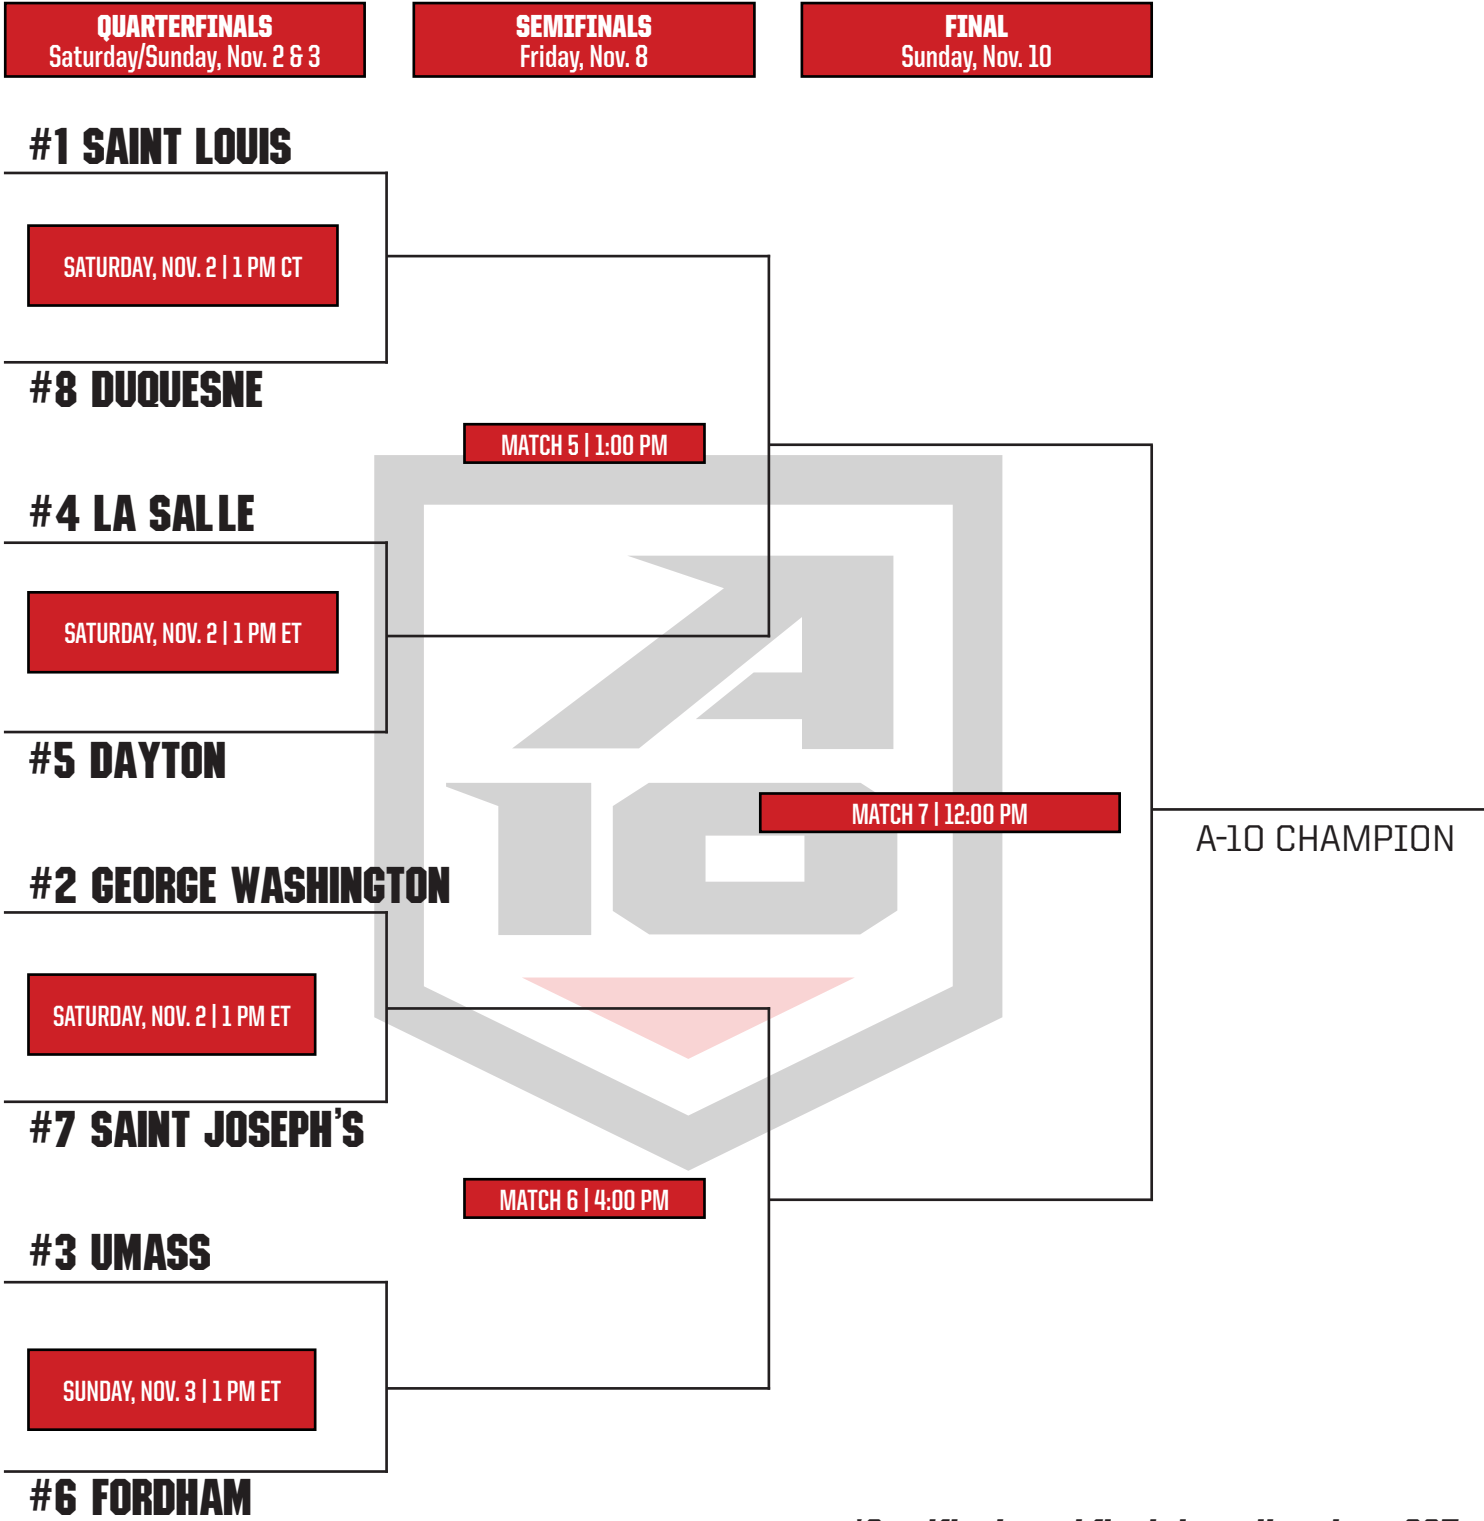 QUARTERFINALS
Saturday/Sunday, Nov. 2 & 3
SEMIFINALS
Friday, Nov. 8
FINAL
Sunday, Nov. 10
#1 SAINT LOUIS
SATURDAY, NOV. 2 | 1 PM CT
#8 DUQUESNE
MATCH 5 | 1:00 PM
#4 LA SALLE
SATURDAY, NOV. 2 | 1 PM ET
#5 DAYTON
A
10
MATCH 7 | 12:00 PM
A-10 CHAMPION
#2 GEORGE WASHINGTON
SATURDAY, NOV. 2 | 1 PM ET
#7 SAINT JOSEPH'S
MATCH 6 | 4:00 PM
#3 UMASS
SUNDAY, NOV. 3 | 1 PM ET
#6 FORDHAM